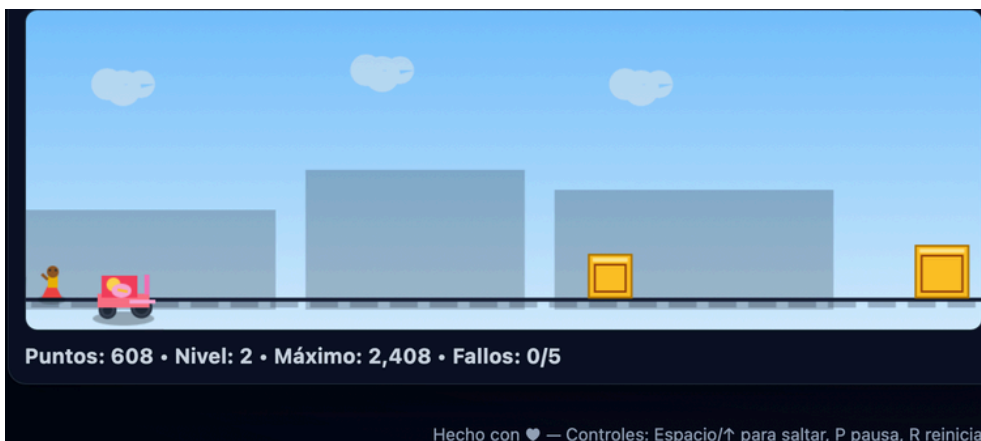 Puntos: 608 • Nivel: 2 • Máximo: 2,408 • Fallos: 0/5
Hecho con ♥ — Controles: Espacio/↑ para saltar, P pausa, R reinicia